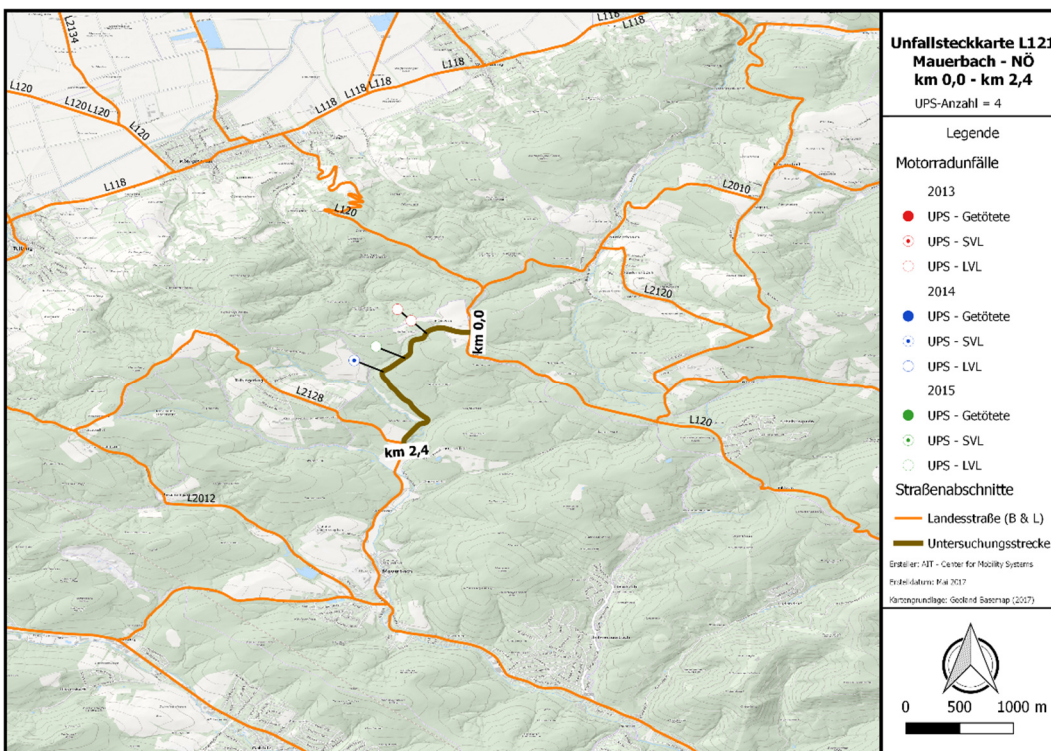 Unfallsteckkarte L121
Mauerbach - NÖ
km 0,0 - km 2,4
UPS-Anzahl = 4
Legende
Motorradunfälle
2013
UPS - Getötete
UPS - SVL
UPS - LVL
2014
UPS - Getötete
UPS - SVL
UPS - LVL
2015
UPS - Getötete
UPS - SVL
UPS - LVL
Straßenabschnitte
Landesstraße (B & L)
Untersuchungsstrecke
Ersteller: AIT - Center for Mobility Systems
Erstelldatum: Mai 2017
Kartengrundlage: Geoland Basemap (2017)
0 500 1000 m
L2134
L118
L118
L118
L118
L118
L118
L120
L120
L120
L120
L118
L120
L2010
L2120
km 0,0
L2128
km 2,4
L120
L2012
Mauerbach